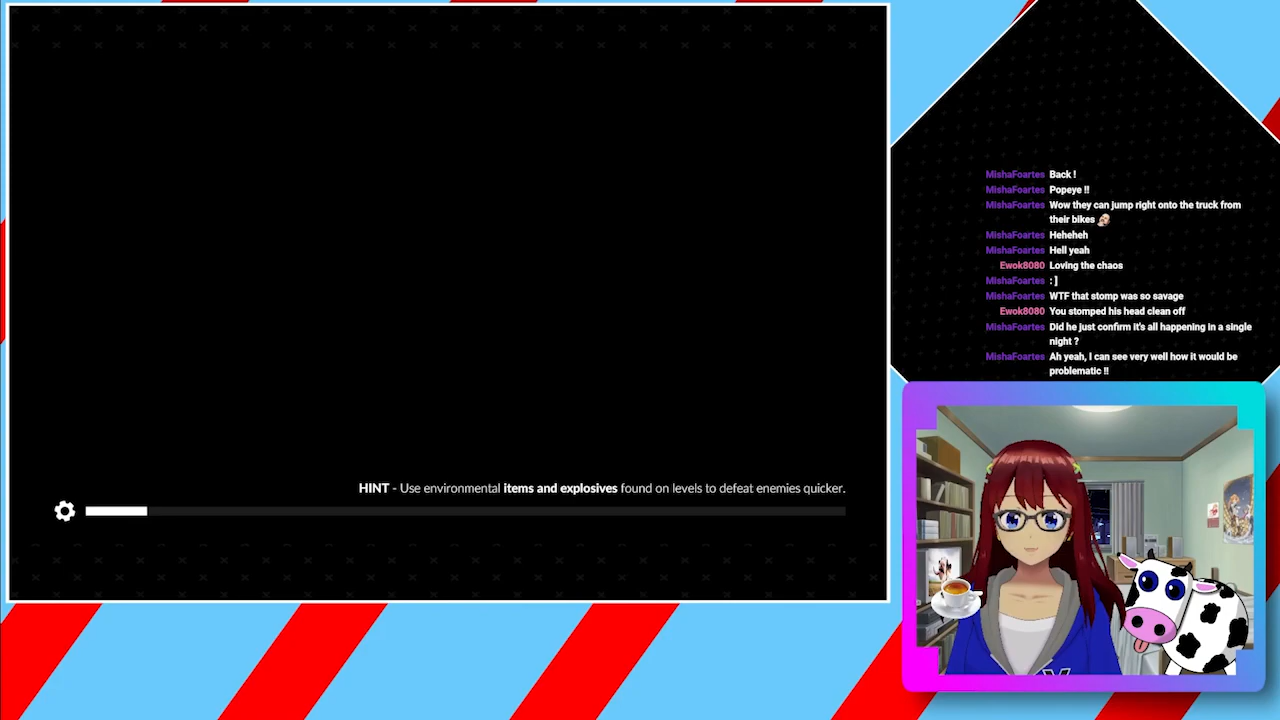 MishaFoartes Back !
MishaFoartes Popeye !!
MishaFoartes Wow they can jump right onto the truck from
their bikes
MishaFoartes Heheheh
MishaFoartes Hell yeah
Ewok8080 Loving the chaos
MishaFoartes : ]
MishaFoartes WTF that stomp was so savage
Ewok8080 You stomped his head clean off
MishaFoartes Did he just confirm it's all happening in a single
night ?
MishaFoartes Ah yeah, I can see very well how it would be
problematic !!
HINT - Use environmental items and explosives found on levels to defeat enemies quicker.